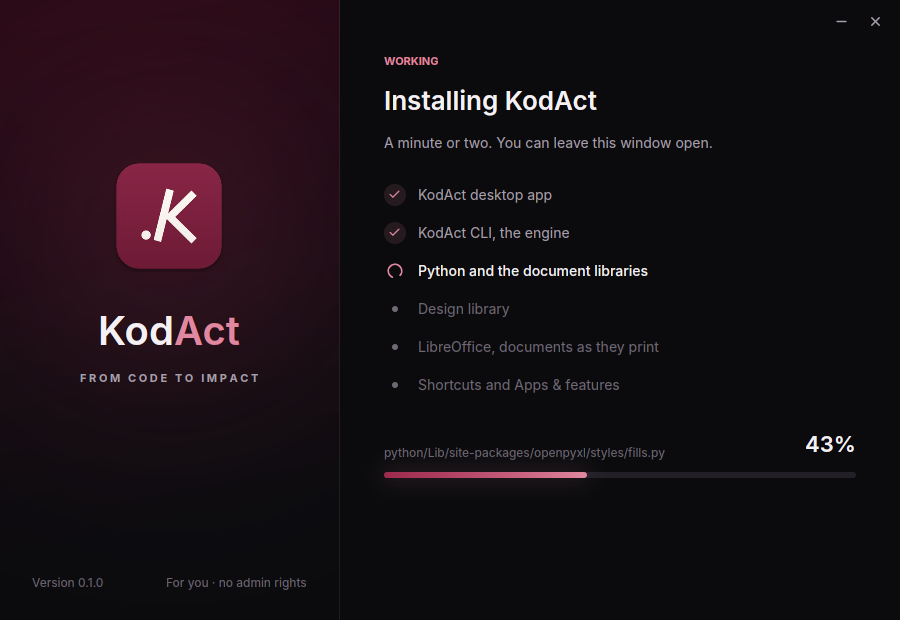 .K
KodAct
FROM CODE TO IMPACT
Version 0.1.0
For you · no admin rights
WORKING
Installing KodAct
A minute or two. You can leave this window open.
KodAct desktop app
KodAct CLI, the engine
Python and the document libraries
Design library
LibreOffice, documents as they print
Shortcuts and Apps & features
python/Lib/site-packages/openpyxl/styles/fills.py
43%